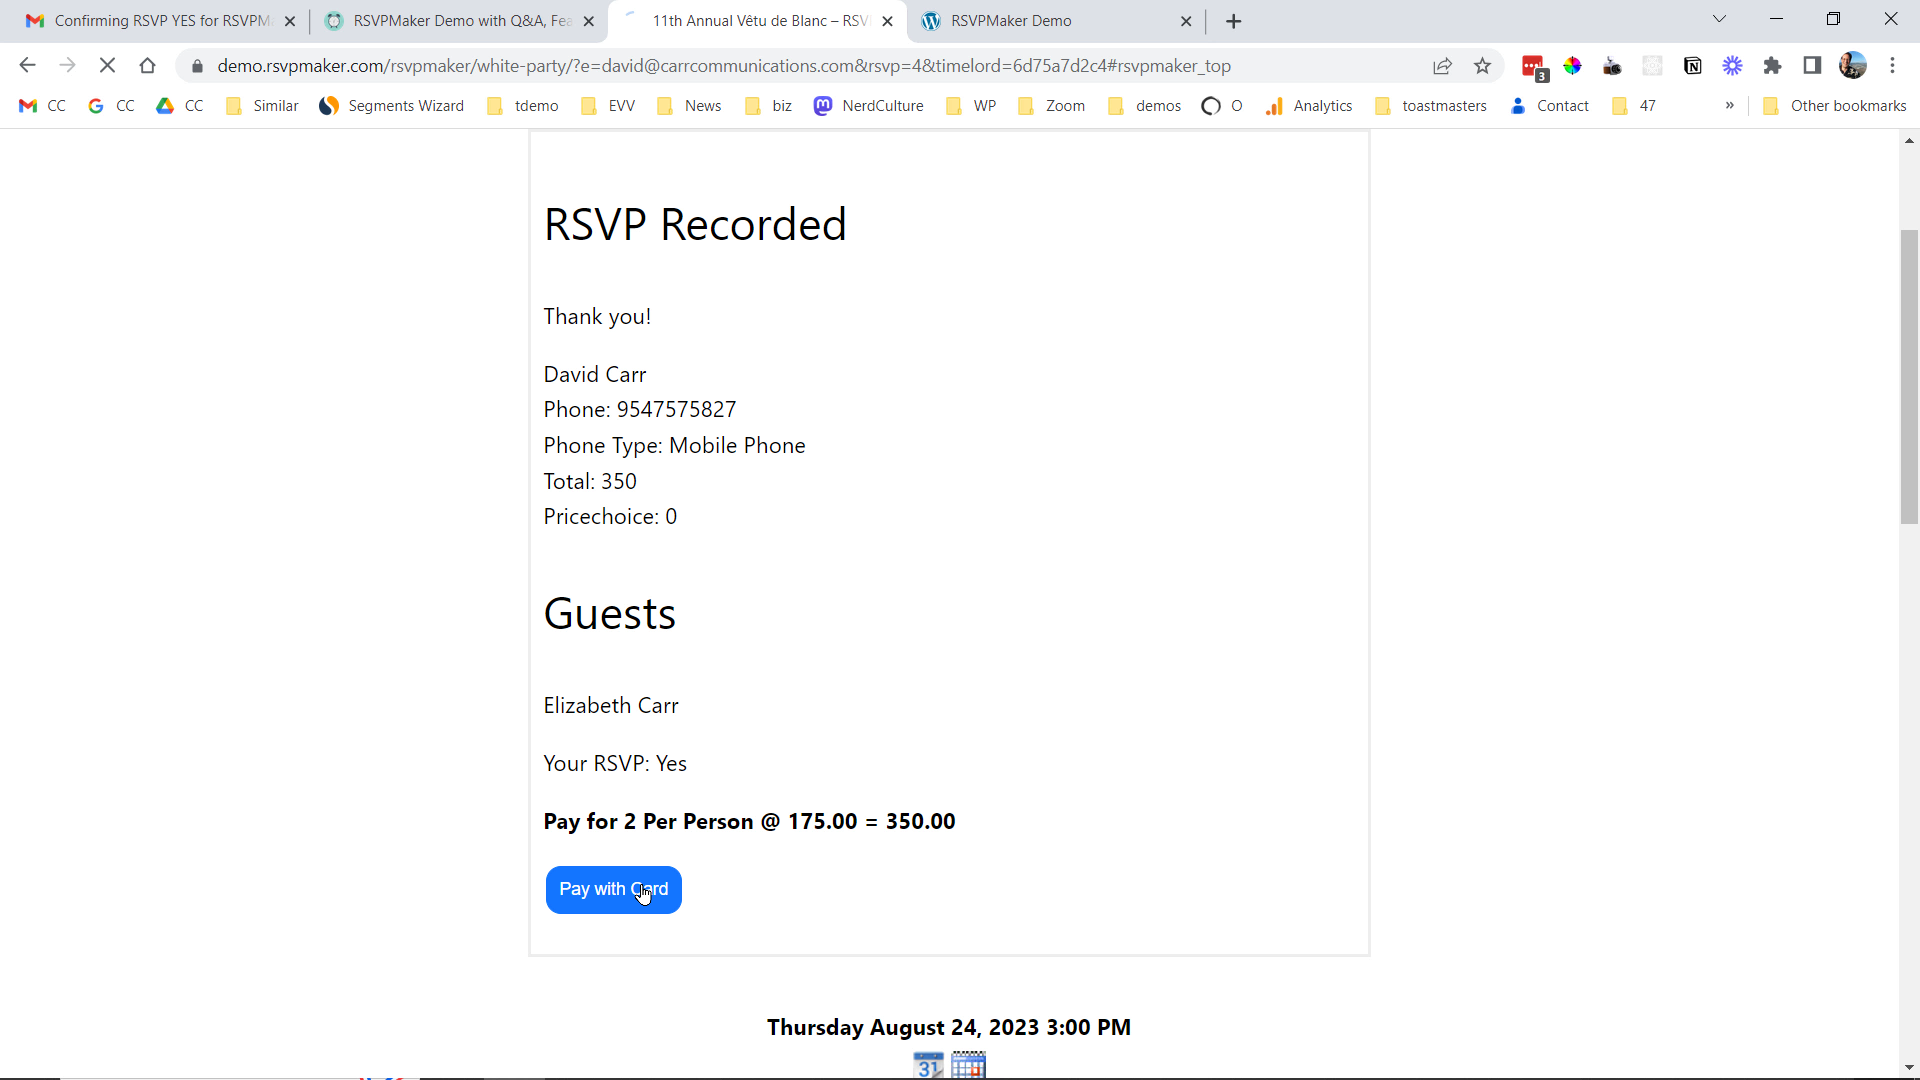 Confirming RSVP YES for RSVPM
RSVPMaker Demo with Q&A, Fea
11th Annual Vêtu de Blanc – RSV
RSVPMaker Demo
demo.rsvpmaker.com/rsvpmaker/white-party/?e=david@carrcommunications.com&rsvp=4&timelord=6d75a7d2c4#rsvpmaker_top
3
CC
CC
CC
Similar
Segments Wizard
tdemo
EVV
News
biz
NerdCulture
WP
Zoom
demos
O
Analytics
toastmasters
Contact
47
»
Other bookmarks
RSVP Recorded
Thank you!
David Carr
Phone: 9547575827
Phone Type: Mobile Phone
Total: 350
Pricechoice: 0
Guests
Elizabeth Carr
Your RSVP: Yes
Pay for 2 Per Person @ 175.00 = 350.00
Pay with Card
Thursday August 24, 2023 3:00 PM
31